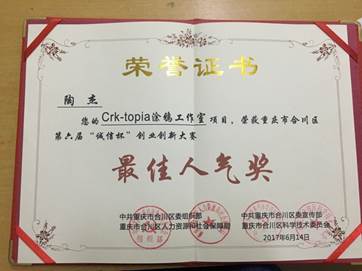 荣誉证书
陶杰
您的Crk-topia涂鸦工作室项目,荣获重庆市合川区
第六届“诚信杯”创业创新大赛
最佳人气奖
中共重庆市合川区委组织部 中共重庆市合川区委宣传部
重庆市合川区人力资源和社会保障局 重庆市合川区科学技术委员会
2017年6月14日